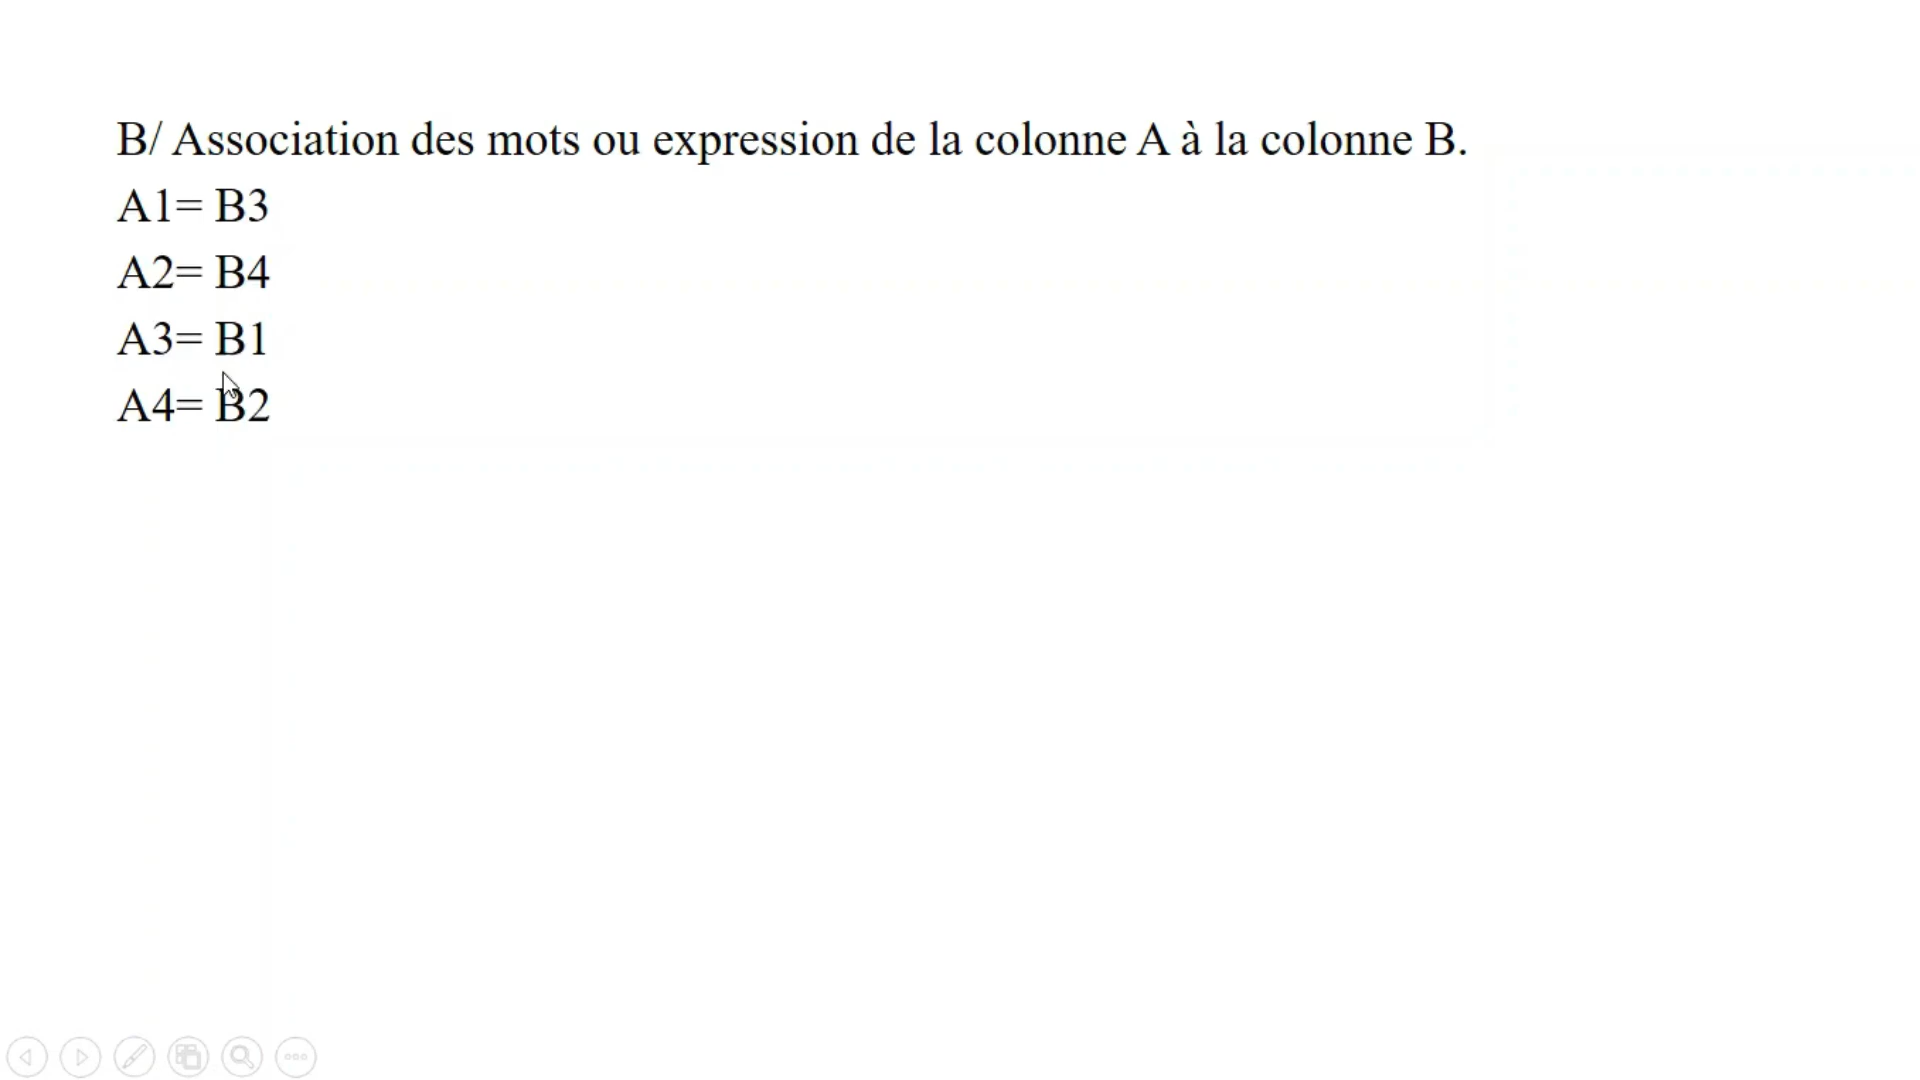 B/ Association des mots ou expression de la colonne A à la colonne B.
A1= B3
A2= B4
A3= B1
A4= B2